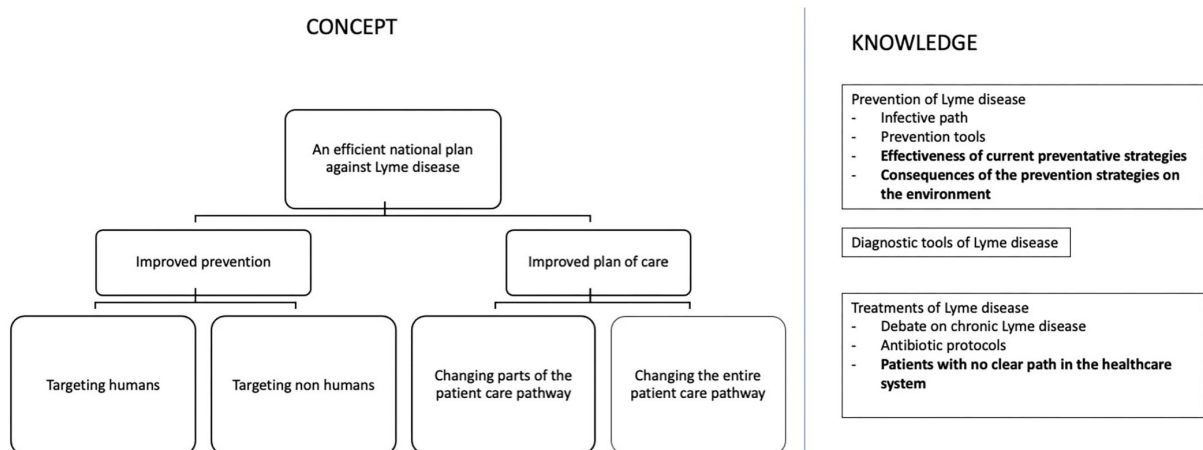 CONCEPT
An efficient national plan
against Lyme disease
Improved prevention
Improved plan of care
Targeting humans
Targeting non humans
Changing parts of the
patient care pathway
Changing the entire
patient care pathway
KNOWLEDGE
Prevention of Lyme disease
- Infective path
- Prevention tools
- Effectiveness of current preventative strategies
- Consequences of the prevention strategies on
the environment
Diagnostic tools of Lyme disease
Treatments of Lyme disease
- Debate on chronic Lyme disease
- Antibiotic protocols
- Patients with no clear path in the healthcare
system